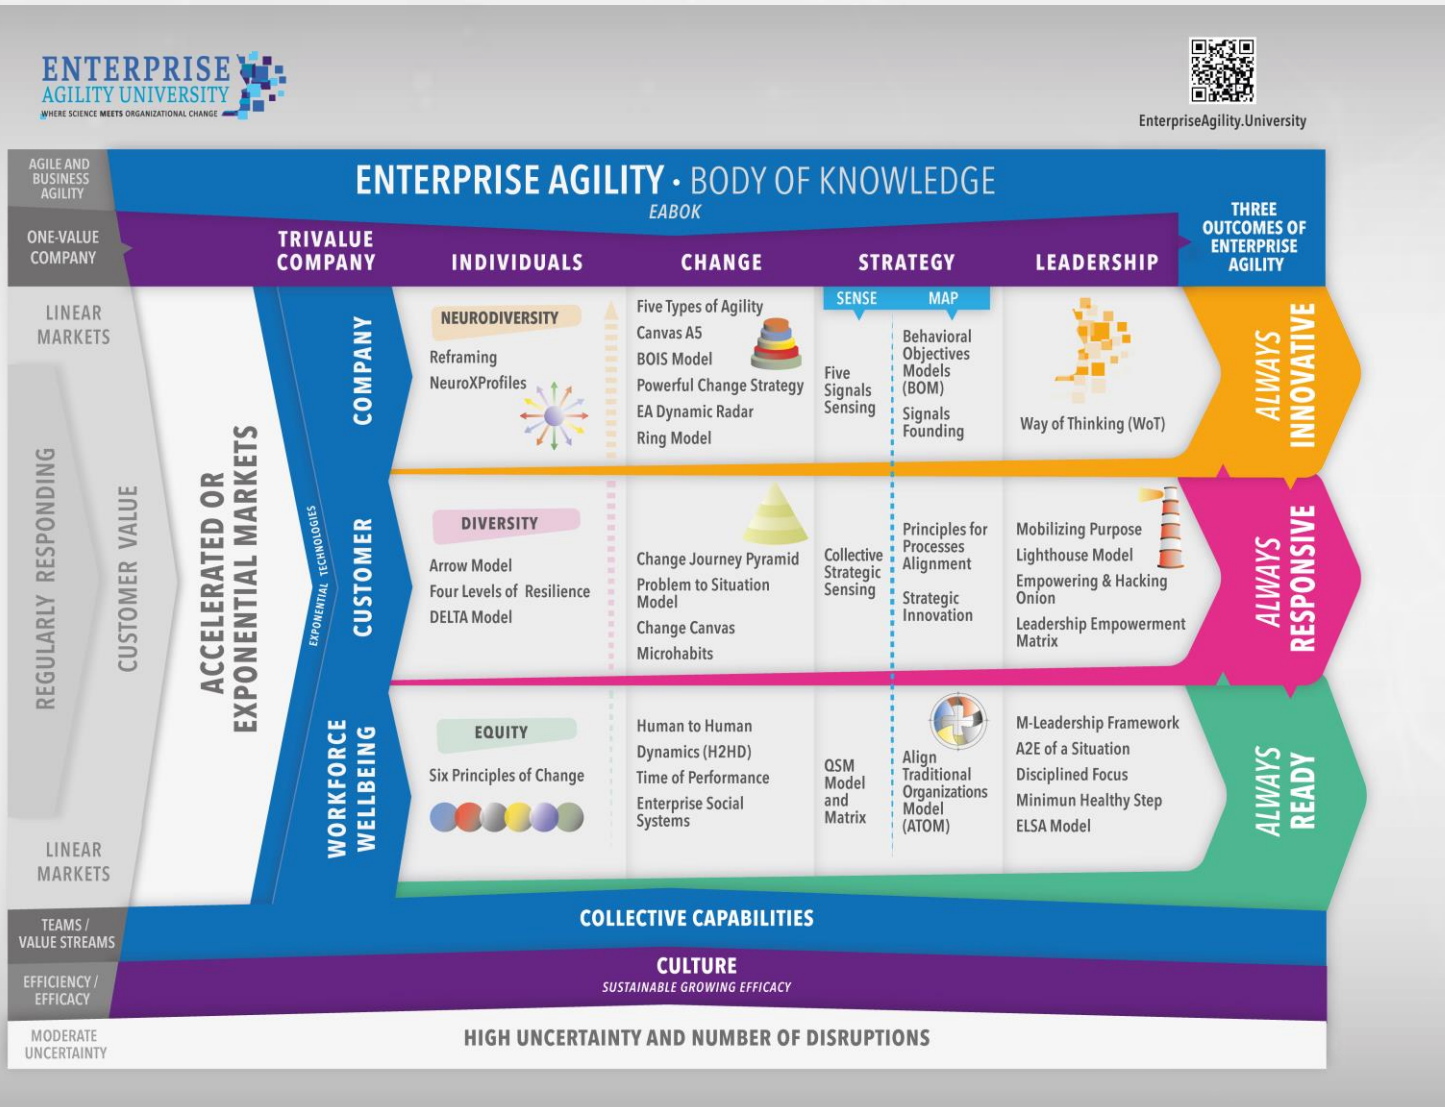 ENTERPRISE
AGILITY UNIVERSITY
WHERE SCIENCE MEETS ORGANIZATIONAL CHANGE
EnterpriseAgility.University
AGILE AND
BUSINESS
AGILITY
ENTERPRISE AGILITY • BODY OF KNOWLEDGE
EABOK
ONE-VALUE
COMPANY
TRIVALUE
COMPANY
INDIVIDUALS
CHANGE
STRATEGY
LEADERSHIP
THREE
OUTCOMES OF
ENTERPRISE
AGILITY
LINEAR
MARKETS
REGULARLY RESPONDING
CUSTOMER VALUE
LINEAR
MARKETS
ACCELERATED OR
EXPONENTIAL MARKETS
EXPONENTIAL TECHNOLOGIES
SENSE
MAP
COMPANY
NEURODIVERSITY
Reframing
NeuroXProfiles
Five Types of Agility
Canvas A5
BOIS Model
Powerful Change Strategy
EA Dynamic Radar
Ring Model
Five
Signals
Sensing
Behavioral
Objectives
Models
(BOM)
Signals
Founding
Way of Thinking (WoT)
ALWAYS
INNOVATIVE
CUSTOMER
DIVERSITY
Arrow Model
Four Levels of Resilience
DELTA Model
Change Journey Pyramid
Problem to Situation
Model
Change Canvas
Microhabits
Collective
Strategic
Sensing
Principles for
Processes
Alignment
Strategic
Innovation
Mobilizing Purpose
Lighthouse Model
Empowering & Hacking
Onion
Leadership Empowerment
Matrix
ALWAYS
RESPONSIVE
WORKFORCE
WELLBEING
EQUITY
Six Principles of Change
Human to Human
Dynamics (H2HD)
Time of Performance
Enterprise Social
Systems
QSM
Model
and
Matrix
Align
Traditional
Organizations
Model
(ATOM)
M-Leadership Framework
A2E of a Situation
Disciplined Focus
Minimun Healthy Step
ELSA Model
ALWAYS
READY
TEAMS /
VALUE STREAMS
COLLECTIVE CAPABILITIES
EFFICIENCY /
EFFICACY
CULTURE
SUSTAINABLE GROWING EFFICACY
MODERATE
UNCERTAINTY
HIGH UNCERTAINTY AND NUMBER OF DISRUPTIONS